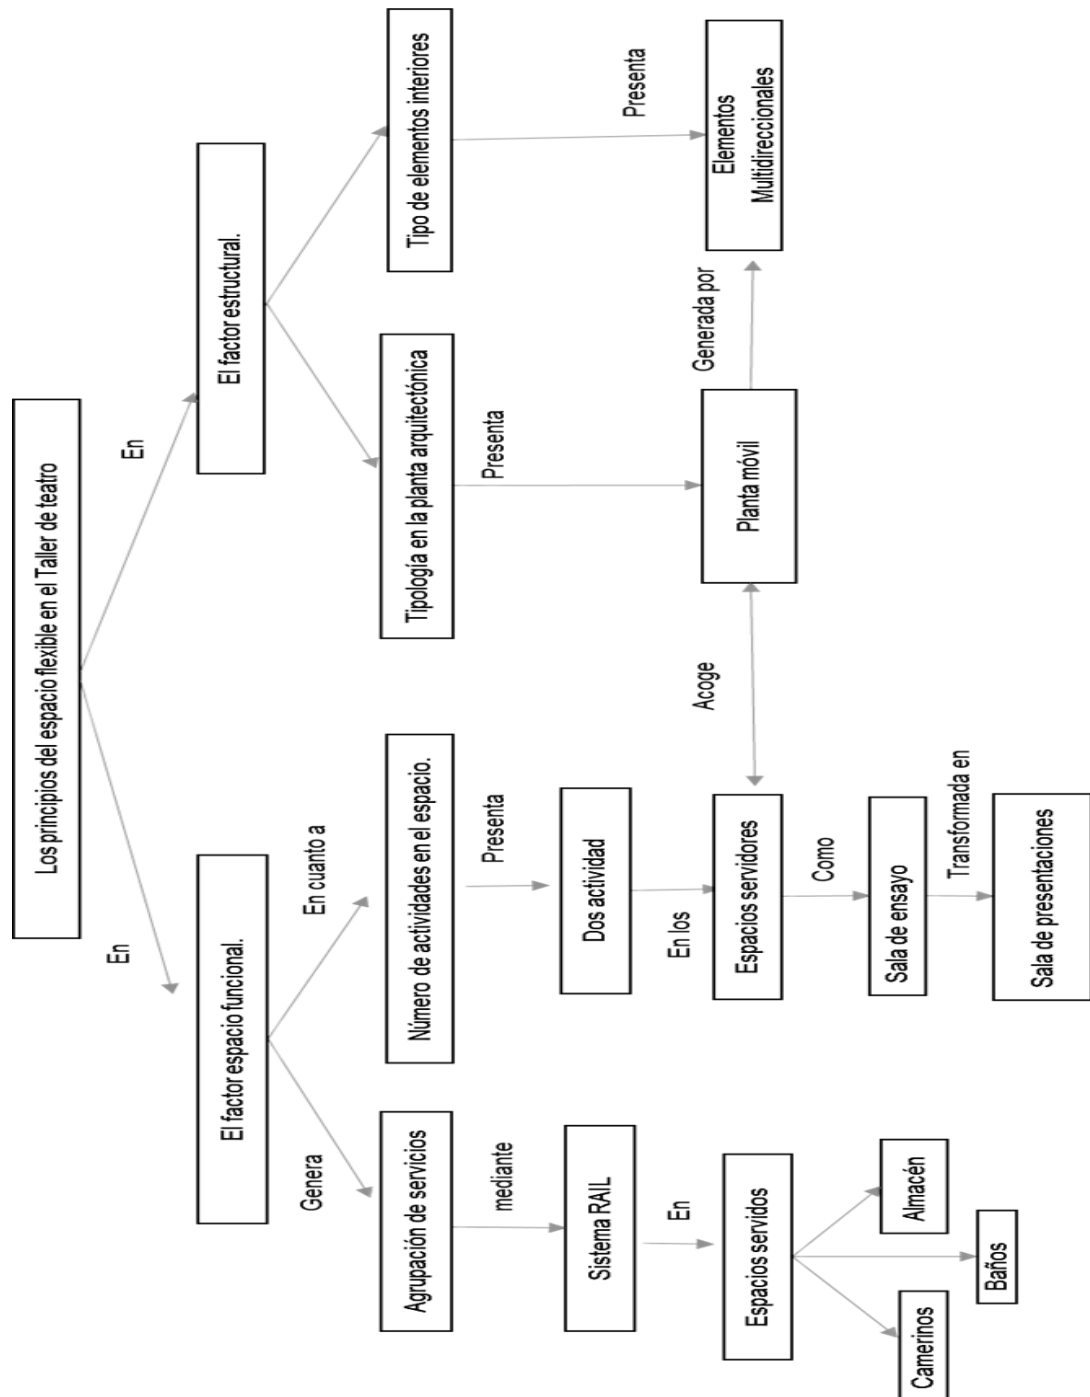 Los principios del espacio flexible en el Taller de teatro
En
En
El factor espacio funcional.
El factor estructural.
Genera
En cuanto a
Agrupación de servicios
Número de actividades en el espacio.
Tipología en la planta arquitectónica
Tipo de elementos interiores
mediante
Presenta
Presenta
Presenta
Sistema RAIL
Dos actividad
En
En los
Espacios servidos
Espacios servidores
Acoge
Planta móvil
Generada por
Elementos
Multidireccionales
Como
Camerinos
Baños
Almacén
Sala de ensayo
Transformada en
Sala de presentaciones